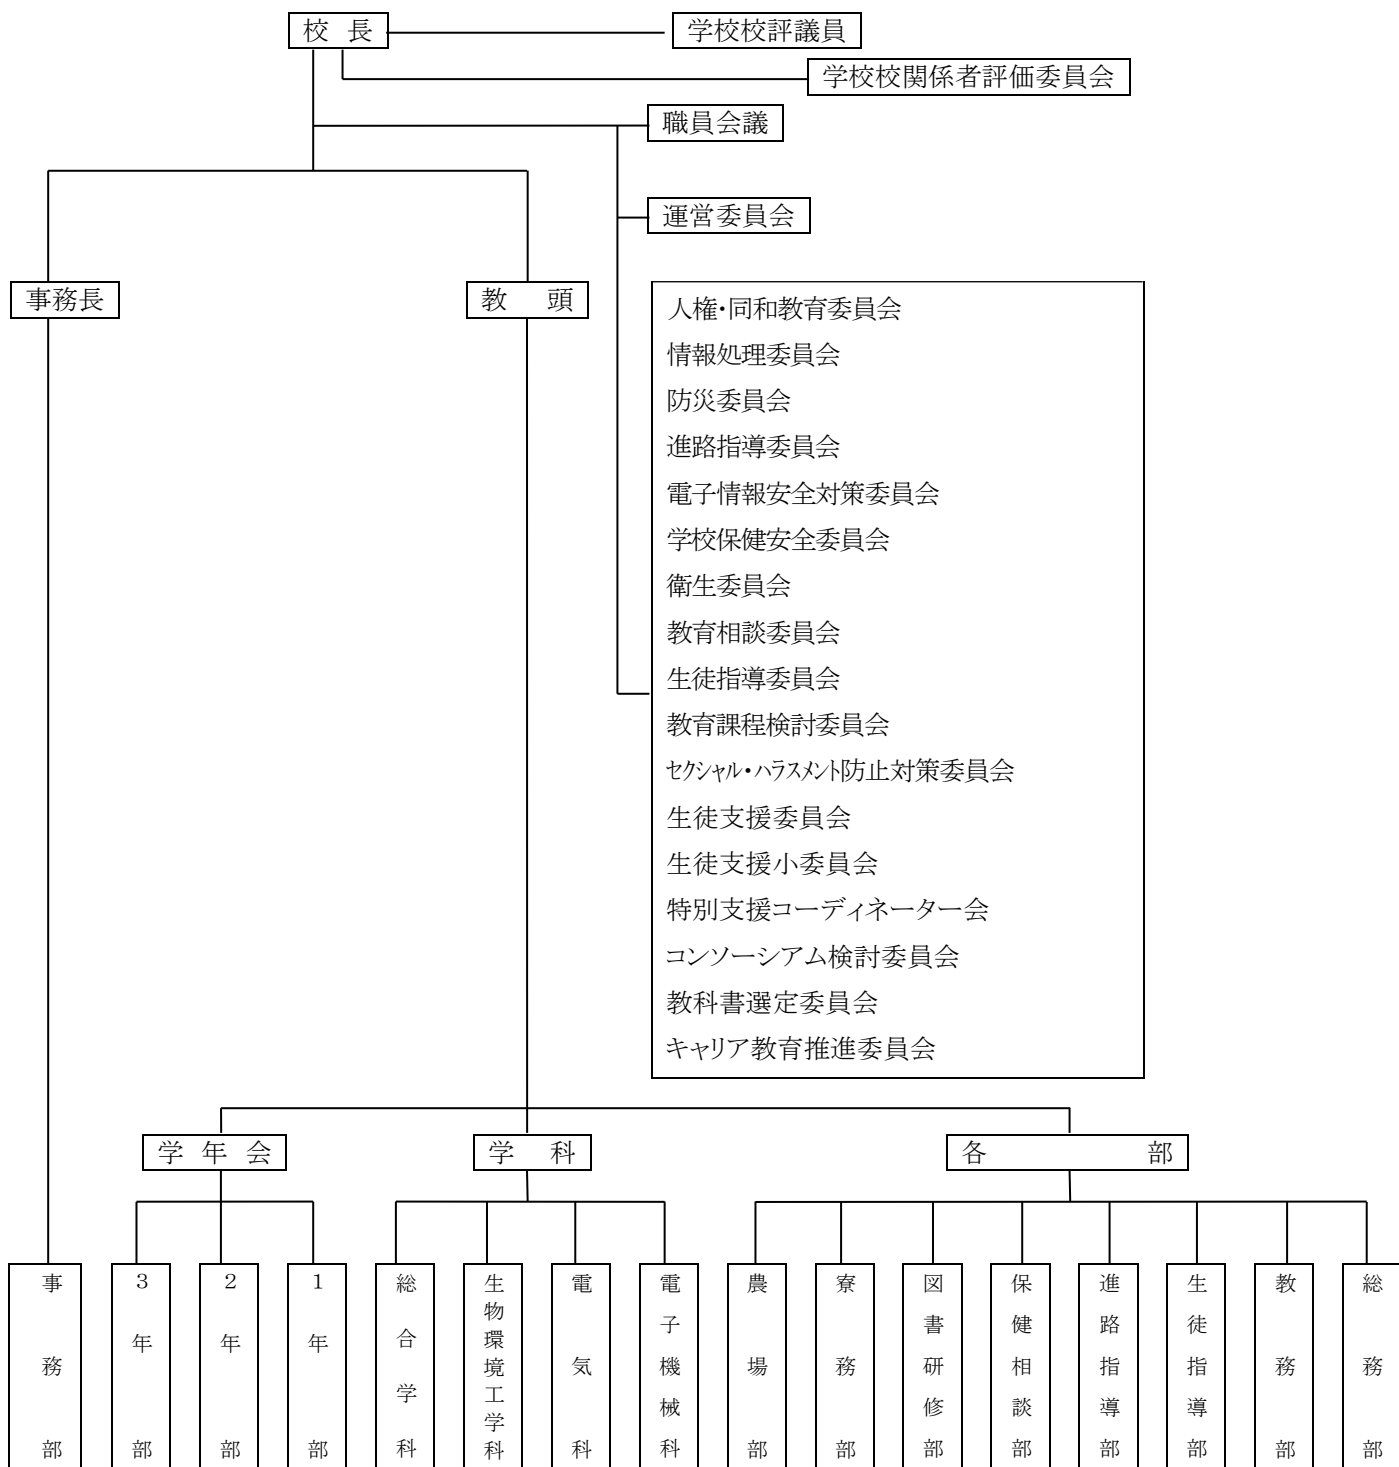 校長
学校校評議員
学校校関係者評価委員会
職員会議
運営委員会
事務長
教頭
人権・同和教育委員会
情報処理委員会
防災委員会
進路指導委員会
電子情報安全対策委員会
学校保健安全委員会
衛生委員会
教育相談委員会
生徒指導委員会
教育課程検討委員会
セクシャル・ハラスメント防止対策委員会
生徒支援委員会
生徒支援小委員会
特別支援コーディネーター会
コンソーシアム検討委員会
教科書選定委員会
キャリア教育推進委員会
学年会
学科
各部
事務部
3年部
2年部
1年部
総合学科
生物環境工学科
電気科
電子機械科
農場部
寮務部
図書研修部
保健相談部
進路指導部
生徒指導部
教務部
総務部